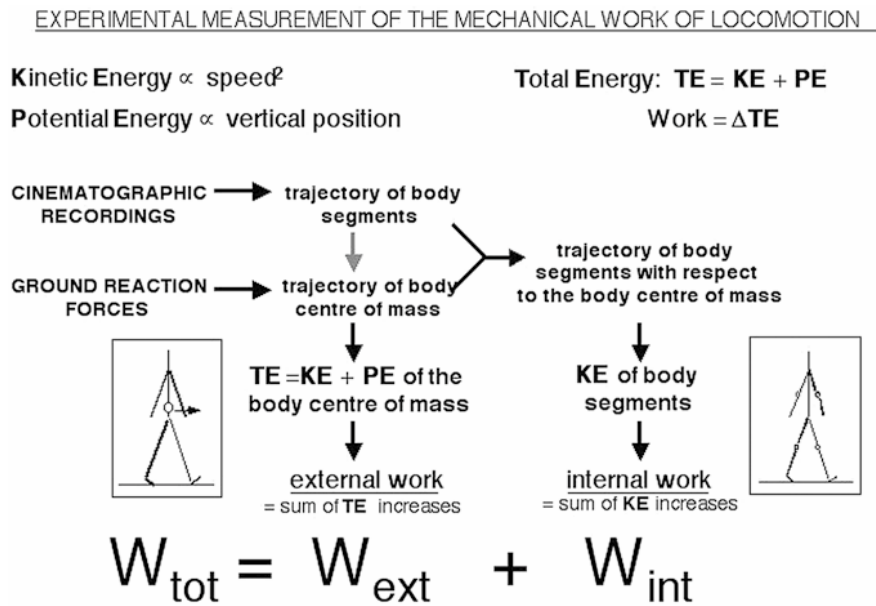 EXPERIMENTAL MEASUREMENT OF THE MECHANICAL WORK OF LOCOMOTION
Kinetic Energy ∝ speed²
Potential Energy ∝ vertical position
Total Energy: TE = KE + PE
Work = ΔTE
CINEMATOGRAPHIC
RECORDINGS
trajectory of body
segments
GROUND REACTION
FORCES
trajectory of body
centre of mass
trajectory of body
segments with respect
to the body centre of mass
TE =KE + PE of the
body centre of mass
KE of body
segments
external work
= sum of TE increases
internal work
= sum of KE increases
Wtot = Wext + Wint